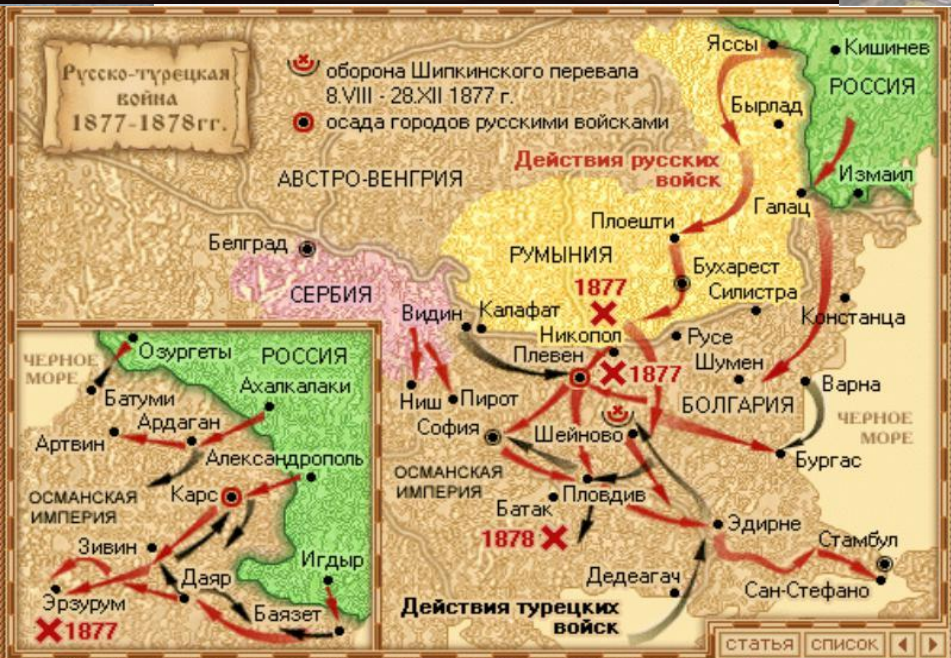 Русско-турецкая
война
1877-1878гг.
оборона Шипкинского перевала
8.VIII - 28.XII 1877 г.
осада городов русскими войсками
Яссы
Кишинев
РОССИЯ
Бырлад
Действия русских
войск
Измаил
АВСТРО-ВЕНГРИЯ
Галац
Плоешти
Белград
РУМЫНИЯ
Бухарест
СЕРБИЯ
1877
Силистра
Видин
Калафат
Констанца
Никопол
Русе
Плевен
Шумен
1877
Варна
Ниш
Пирот
БОЛГАРИЯ
София
Шейново
ЧЕРНОЕ
МОРЕ
Бургас
ОСМАНСКАЯ
ИМПЕРИЯ
Пловдив
Батак
Эдирне
1878
Стамбул
Дедеагач
Сан-Стефано
Действия турецких
войск
ЧЕРНОЕ
МОРЕ
Озургеты
РОССИЯ
Батуми
Ахалкалаки
Ардаган
Артвин
Александрополь
ОСМАНСКАЯ
ИМПЕРИЯ
Карс
Зивин
Игдыр
Даяр
Эрзурум
Баязет
1877
статья
список